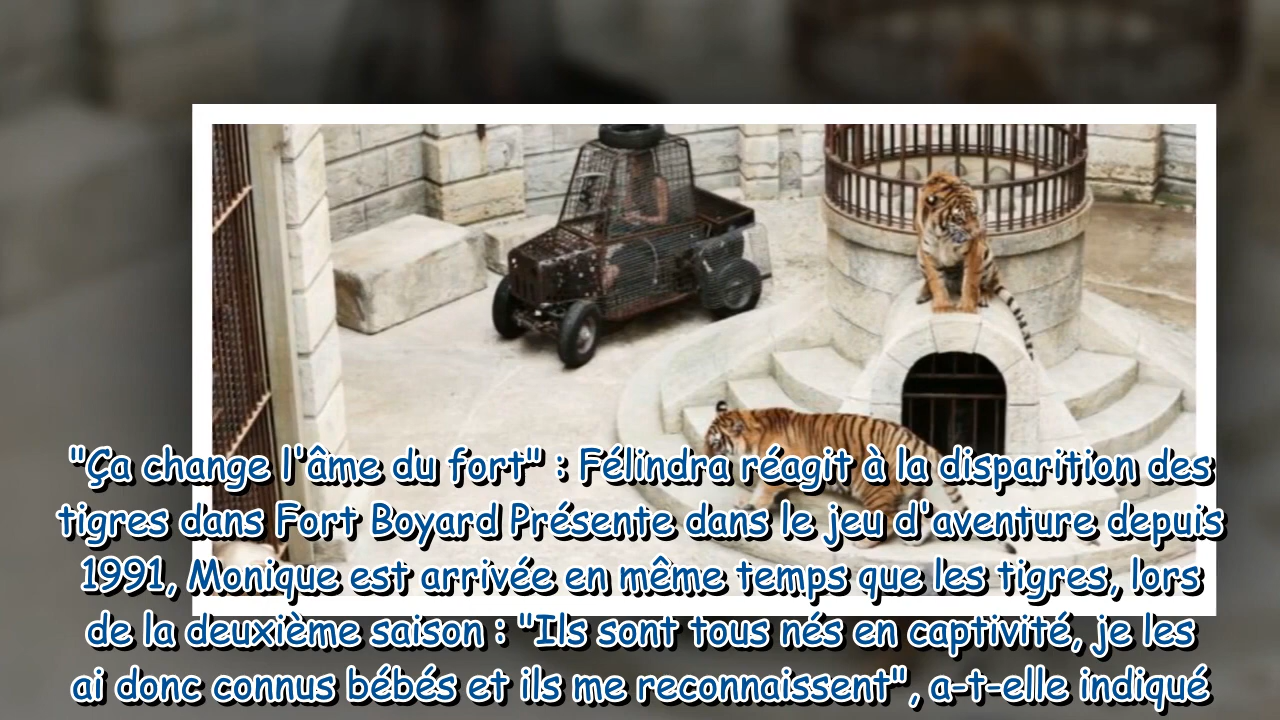 "Ça change l'âme du fort" : Félindra réagit à la disparition des
tigres dans Fort Boyard Présente dans le jeu d'aventure depuis
1991, Monique est arrivée en même temps que les tigres, lors
de la deuxième saison : "Ils sont tous nés en captivité, je les
ai donc connus bébés et ils me reconnaissent", a-t-elle indiqué